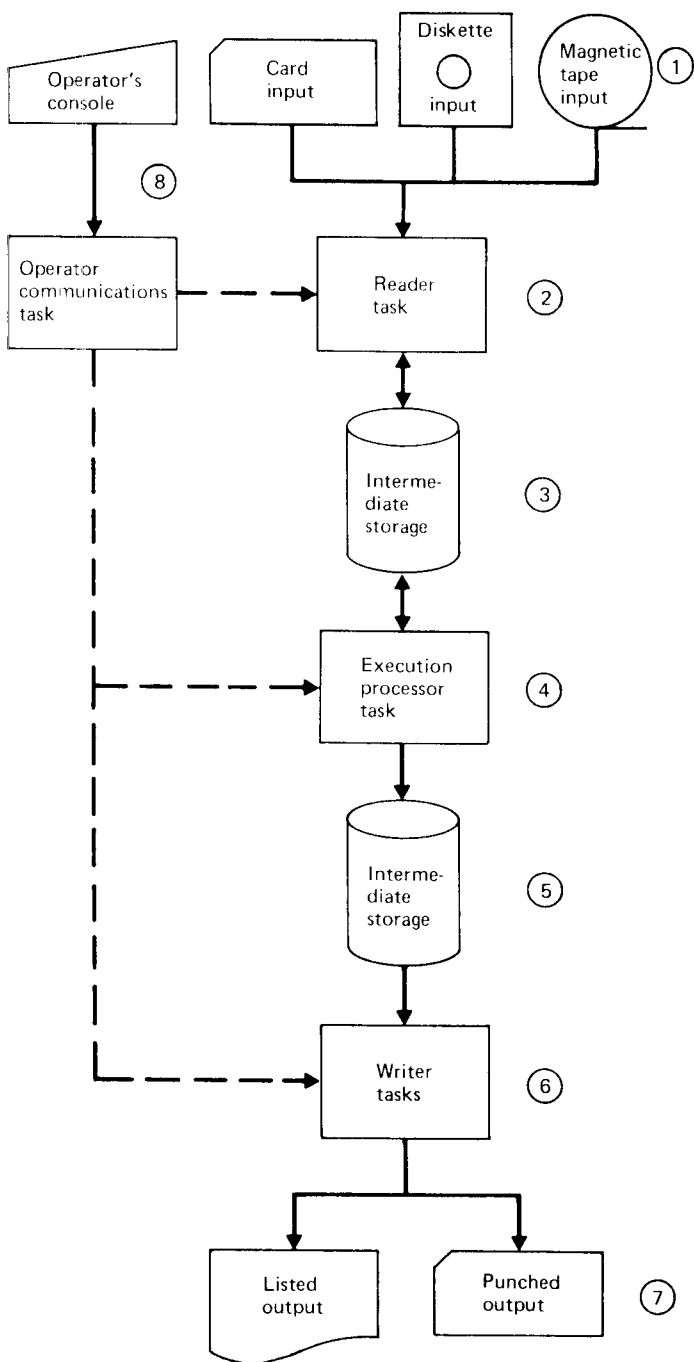 Operator's
console
Card
input
Diskette
input
Magnetic
tape
input
1
8
Operator
communications
task
Reader
task
2
Interme-
diate
storage
3
Execution
processor
task
4
Interme-
diate
storage
5
Writer
tasks
6
Listed
output
Punched
output
7